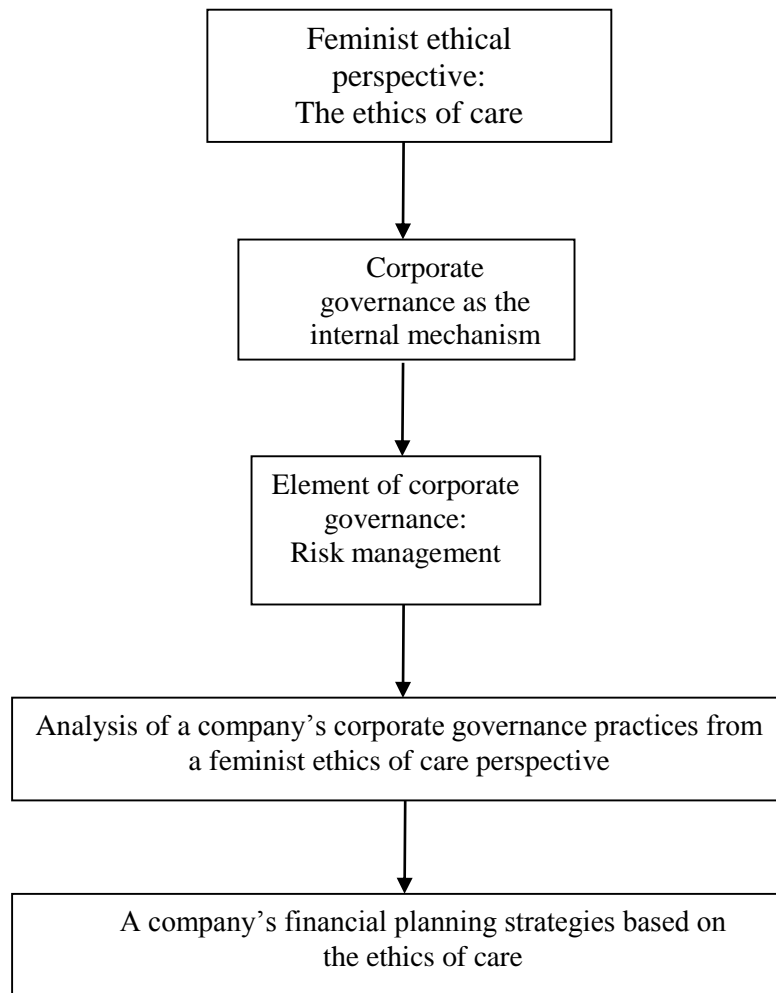 Feminist ethical
perspective:
The ethics of care
Corporate
governance as the
internal mechanism
Element of corporate
governance:
Risk management
Analysis of a company’s corporate governance practices from
a feminist ethics of care perspective
A company’s financial planning strategies based on
the ethics of care